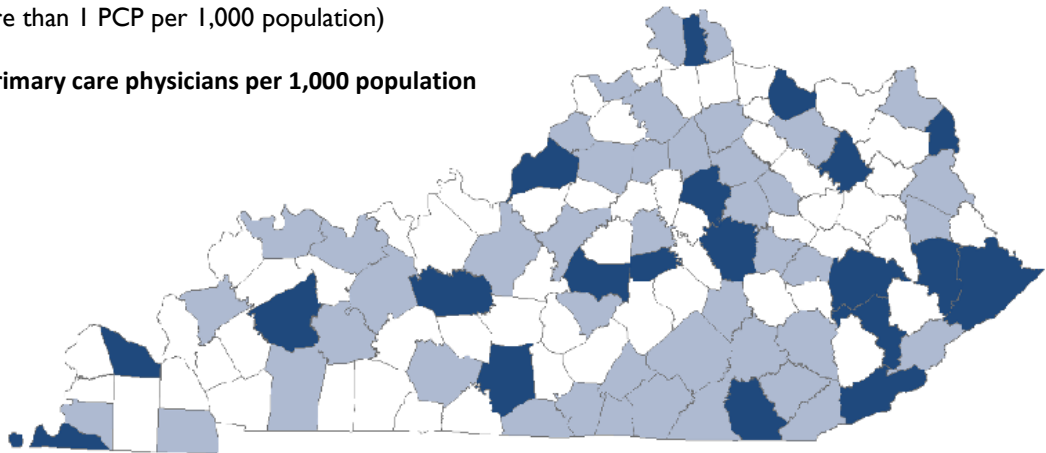 re than 1 PCP per 1,000 population)
rimary care physicians per 1,000 population